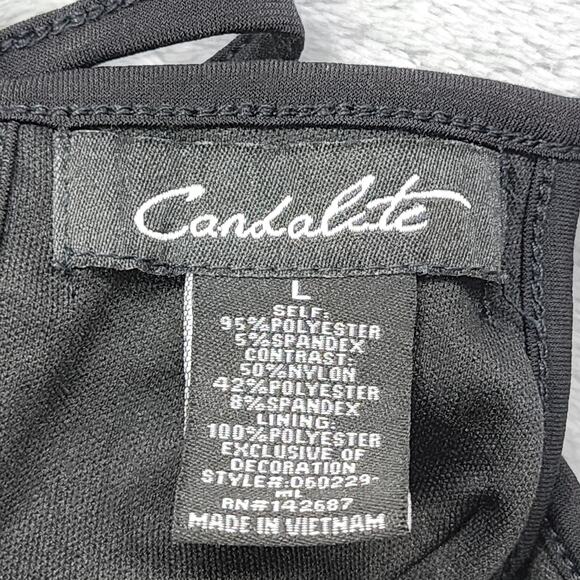 Candalite
L
SELF:
95%POLYESTER
5%SPANDEX
CONTRAST:
50%NYLON
42%POLYESTER
8%SPANDEX
LINING:
100%POLYESTER
EXCLUSIVE OF
DECORATION
STYLE#:060229-
ML
RN#142687
MADE IN VIETNAM